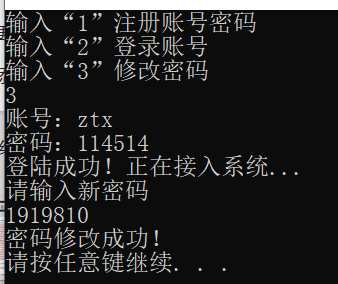 输入“1”注册账号密码
输入“2”登录账号
输入“3”修改密码
3
账号：ztx
密码：114514
登陆成功！正在接入系统...
请输入新密码
1919810
密码修改成功！
请按任意键继续. . .